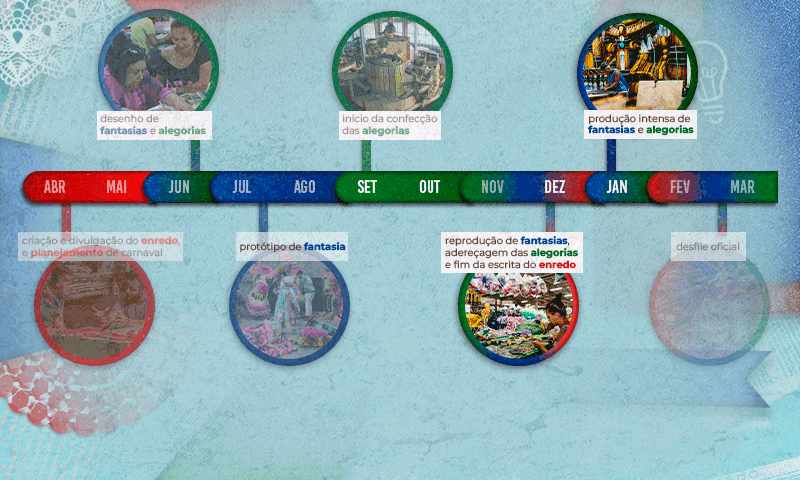 desenho de
fantasias e alegorias
início da confecção
das alegorias
produção intensa de
fantasias e alegorias
ABR MAI JUN JUL AGO SET OUT NOV DEZ JAN FEV MAR
criação e divulgação do enredo,
e planejamento de carnaval
protótipo de fantasia
reprodução de fantasias,
adereçagem das alegorias
e fim da escrita do enredo
desfile oficial